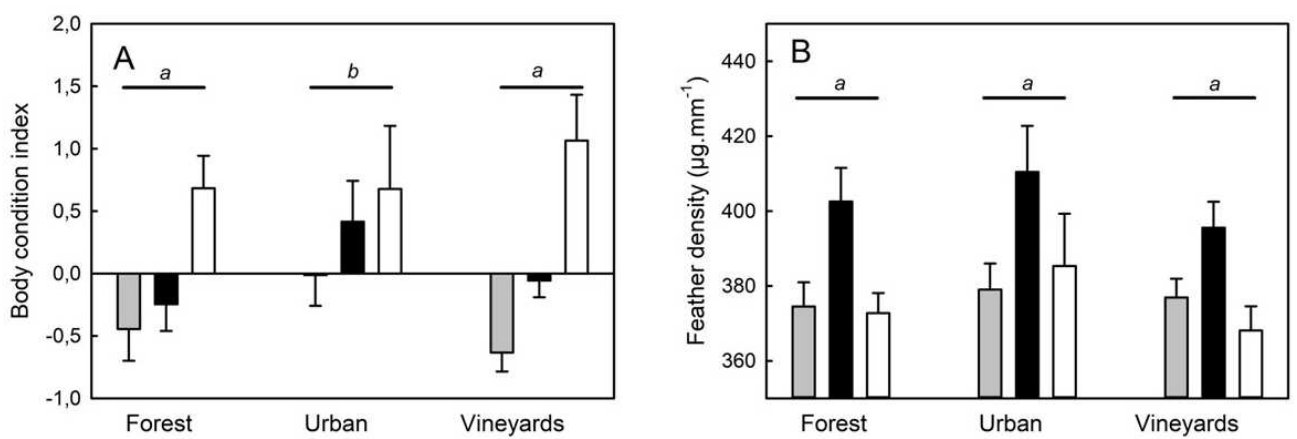 2,0
1,5
1,0
0,5
0,0
-0,5
-1,0
Body condition index
A
a
b
a
Forest Urban Vineyards
440
420
400
380
360
Feather density (µg.mm⁻¹)
B
a
a
a
Forest Urban Vineyards